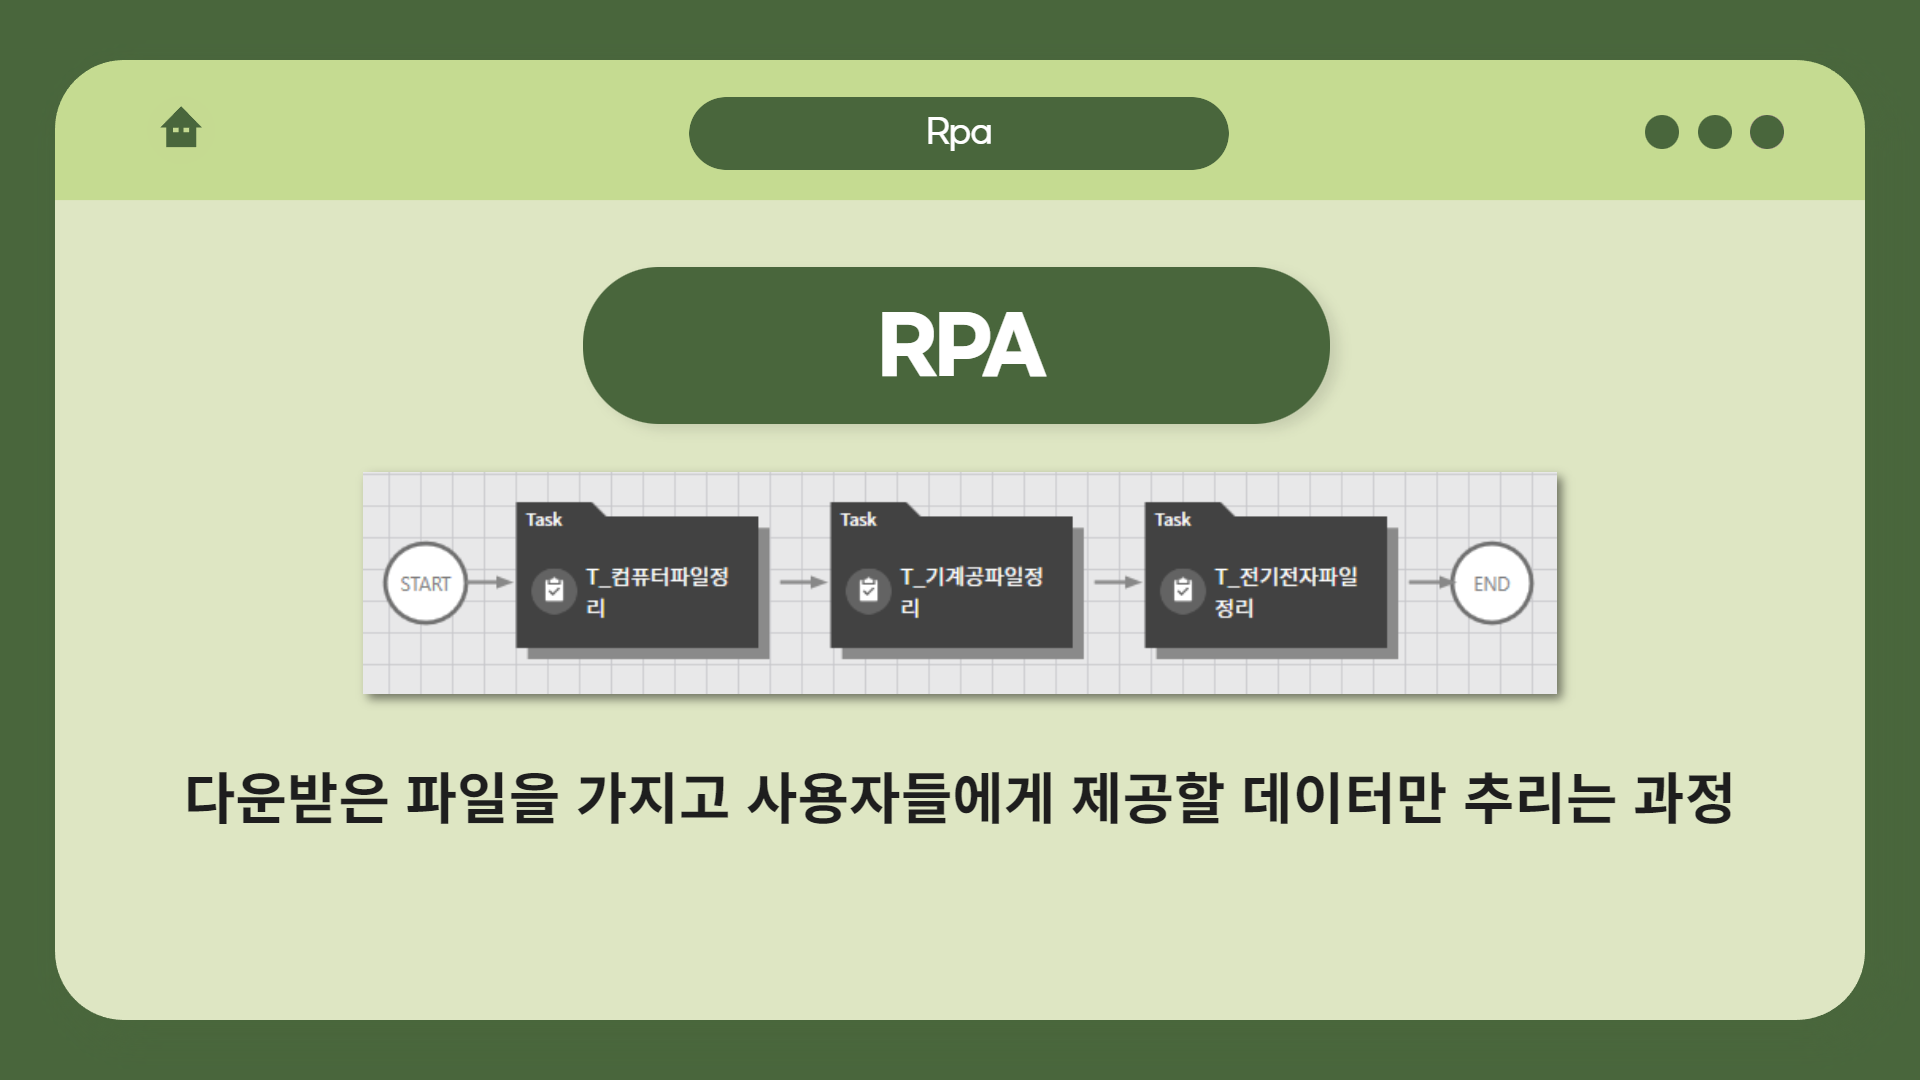 Rpa
RPA
START
Task
T_컴퓨터파일정
리
Task
T_기계공파일정
리
Task
T_전기전자파일
정리
END
다운받은 파일을 가지고 사용자들에게 제공할 데이터만 추리는 과정